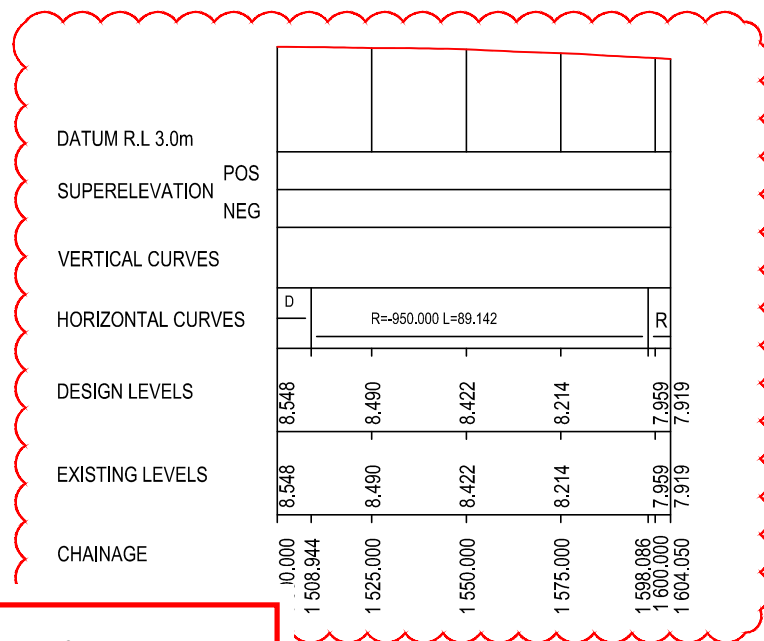 DATUM R.L 3.0m
SUPERELEVATION POS
NEG
VERTICAL CURVES
HORIZONTAL CURVES D R=-950.000 L=89.142 R
DESIGN LEVELS 8.548 8.490 8.422 8.214 7.959 7.919
EXISTING LEVELS 8.548 8.490 8.422 8.214 7.959 7.919
CHAINAGE 1 508.944 1 525.000 1 550.000 1 575.000 1 598.086 1 600.000 1 604.050